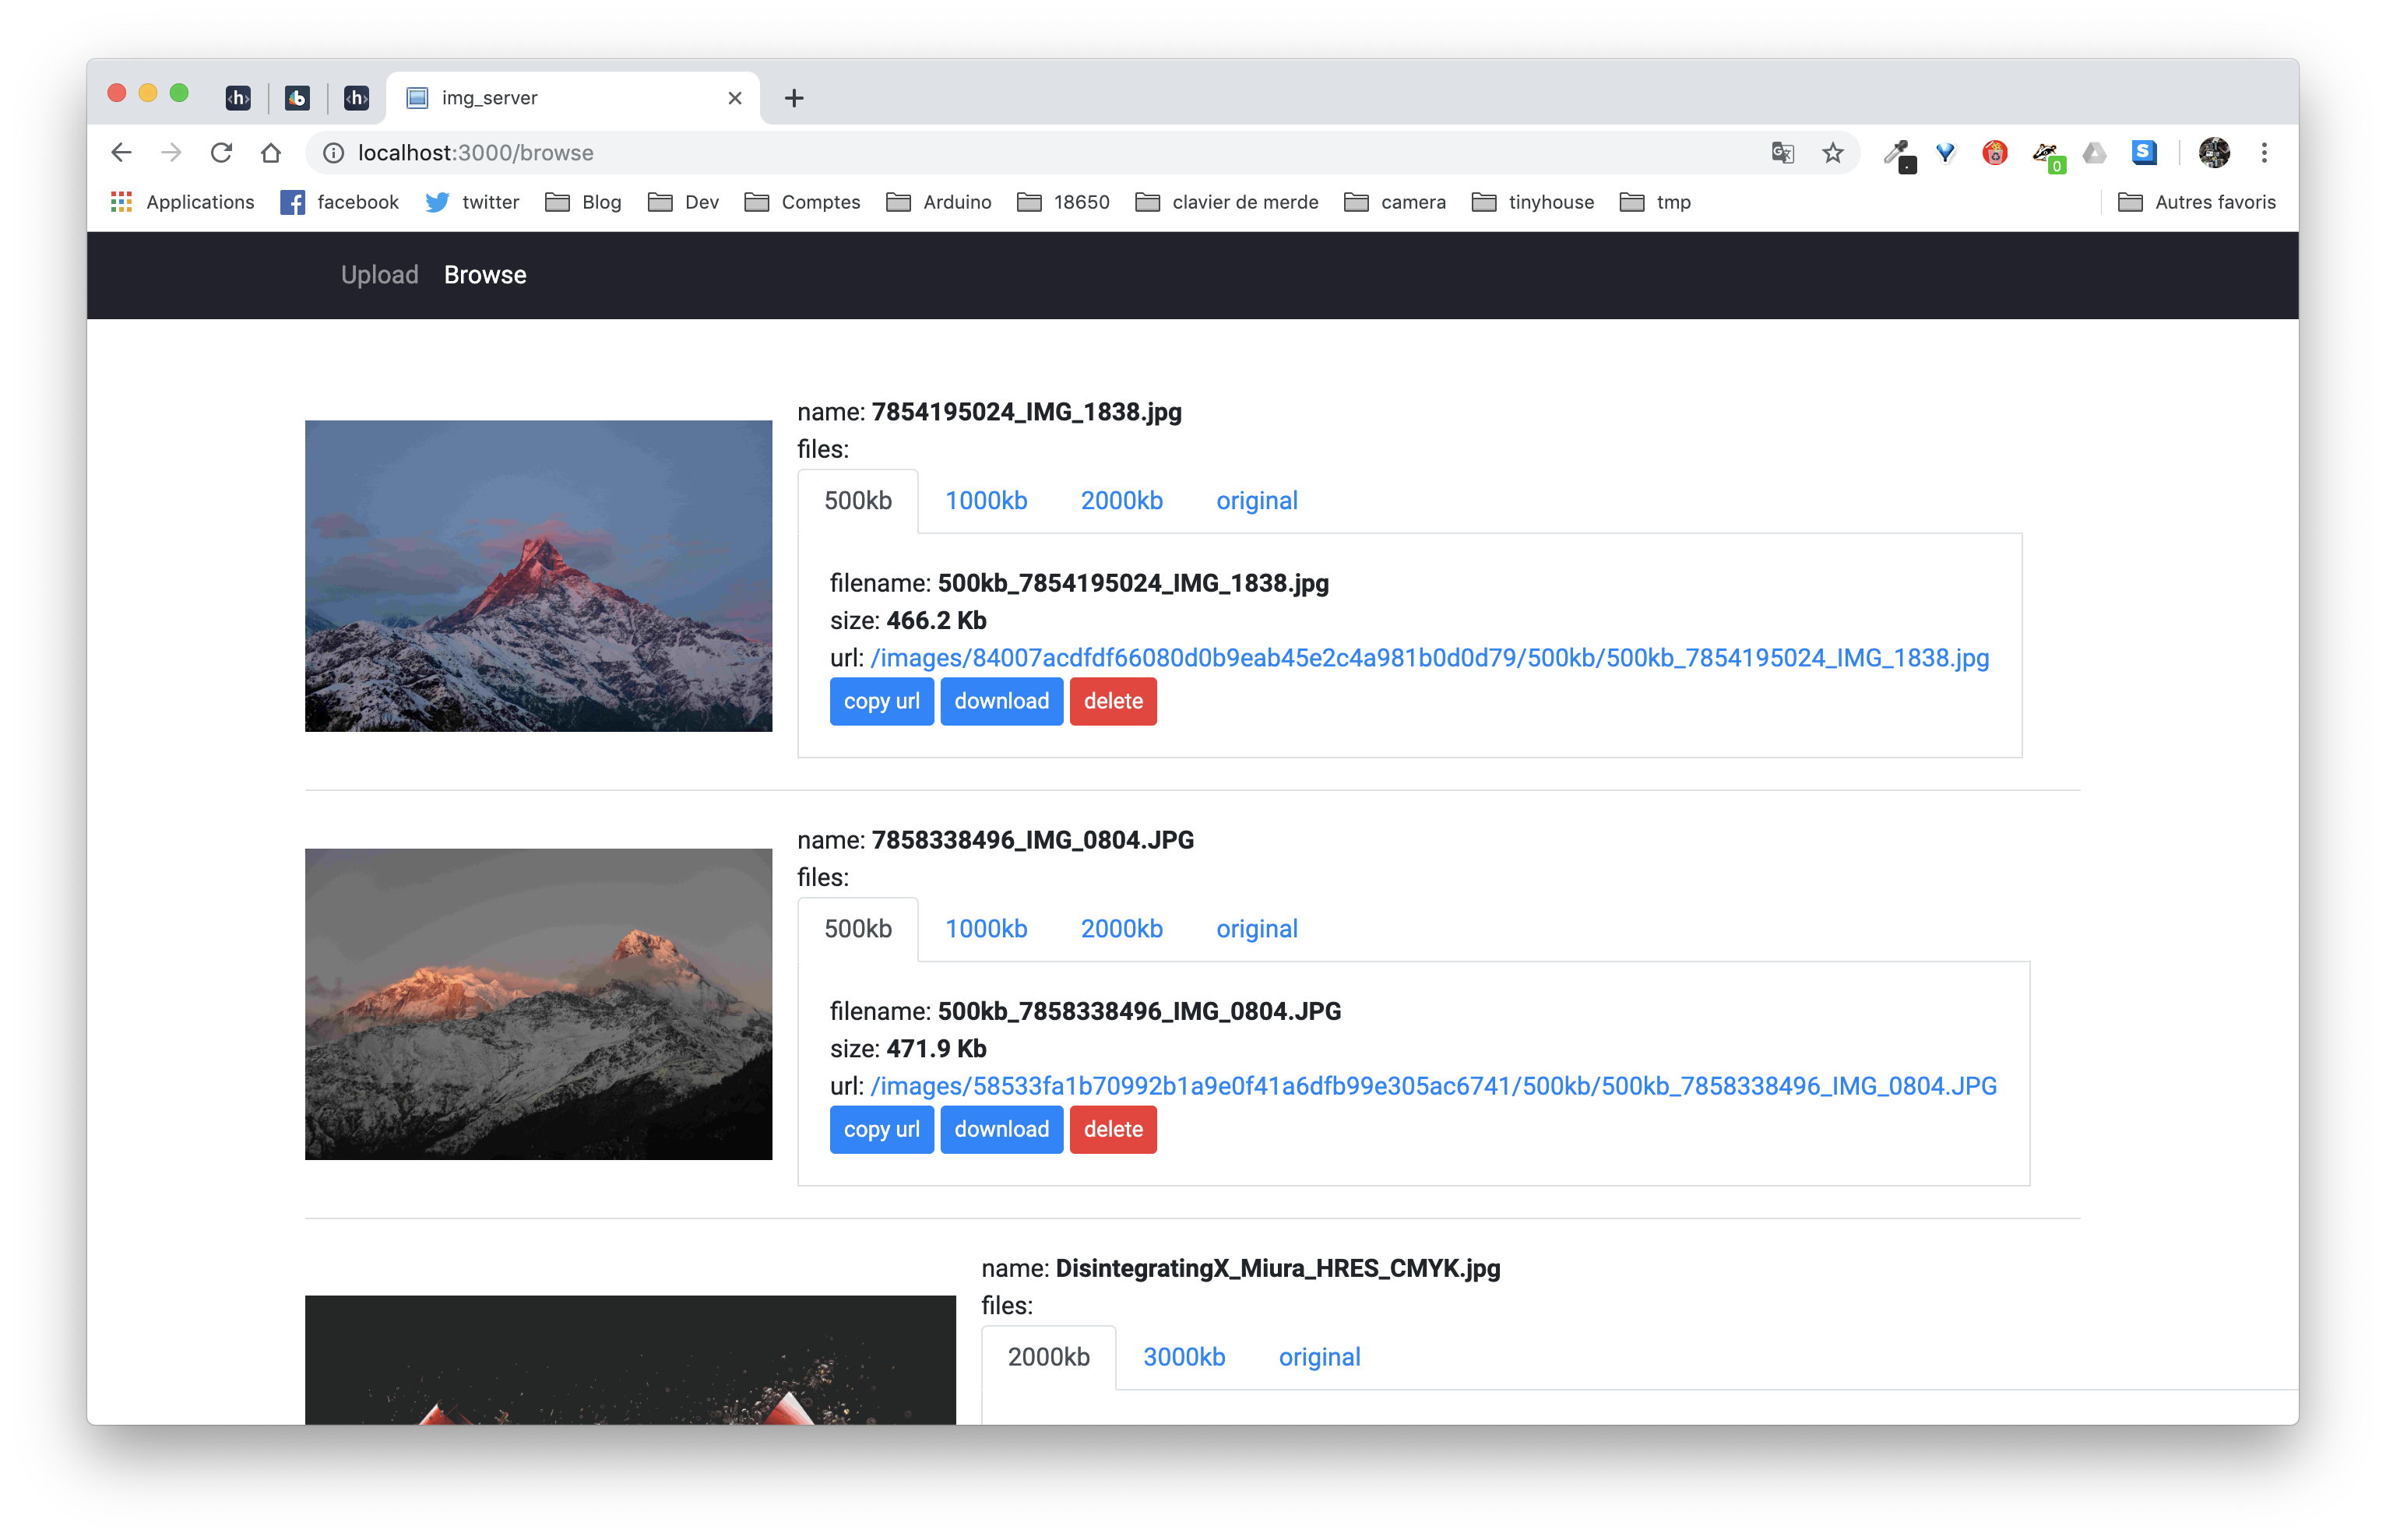 img_server
localhost:3000/browse
0
Applications facebook twitter Blog Dev Comptes Arduino 18650 clavier de merde camera tinyhouse tmp Autres favoris
Upload Browse
name: 7854195024_IMG_1838.jpg
files:
500kb 1000kb 2000kb original
filename: 500kb_7854195024_IMG_1838.jpg
size: 466.2 Kb
url: /images/84007acdfdf66080d0b9eab45e2c4a981b0d0d79/500kb/500kb_7854195024_IMG_1838.jpg
copy url download delete
name: 7858338496_IMG_0804.JPG
files:
500kb 1000kb 2000kb original
filename: 500kb_7858338496_IMG_0804.JPG
size: 471.9 Kb
url: /images/58533fa1b70992b1a9e0f41a6dfb99e305ac6741/500kb/500kb_7858338496_IMG_0804.JPG
copy url download delete
name: DisintegratingX_Miura_HRES_CMYK.jpg
files:
2000kb 3000kb original